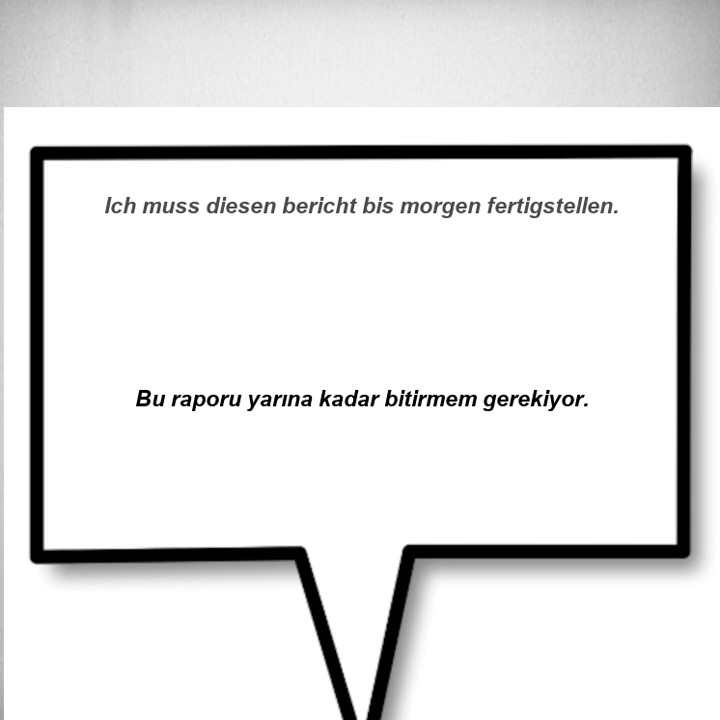 Ich muss diesen bericht bis morgen fertigstellen.
Bu raporu yarına kadar bitirmem gerekiyor.